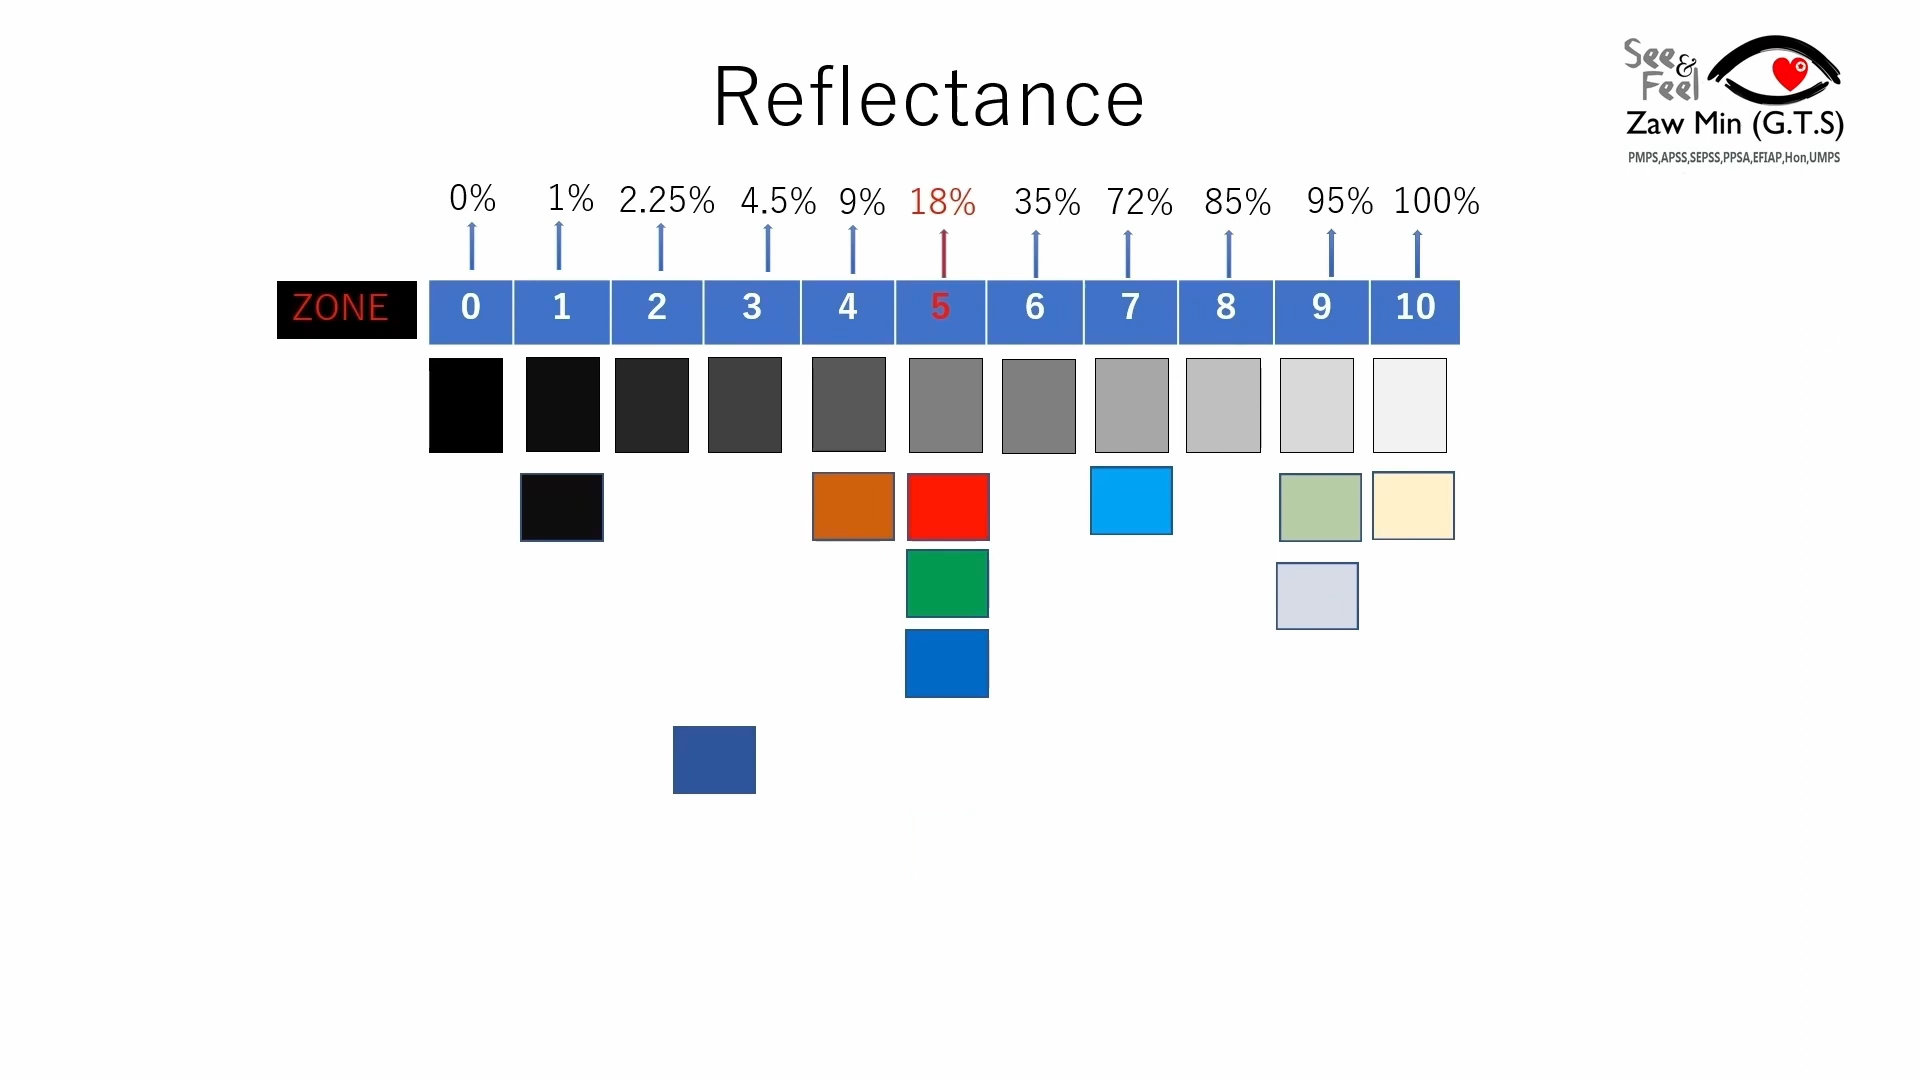 Reflectance
See
&
Feel
Zaw Min (G.T.S)
PMPS,APSS,SEPSS,PPSA,EFIAP,Hon,UMPS
0% 1% 2.25% 4.5% 9% 18% 35% 72% 85% 95% 100%
ZONE 0 1 2 3 4 5 6 7 8 9 10